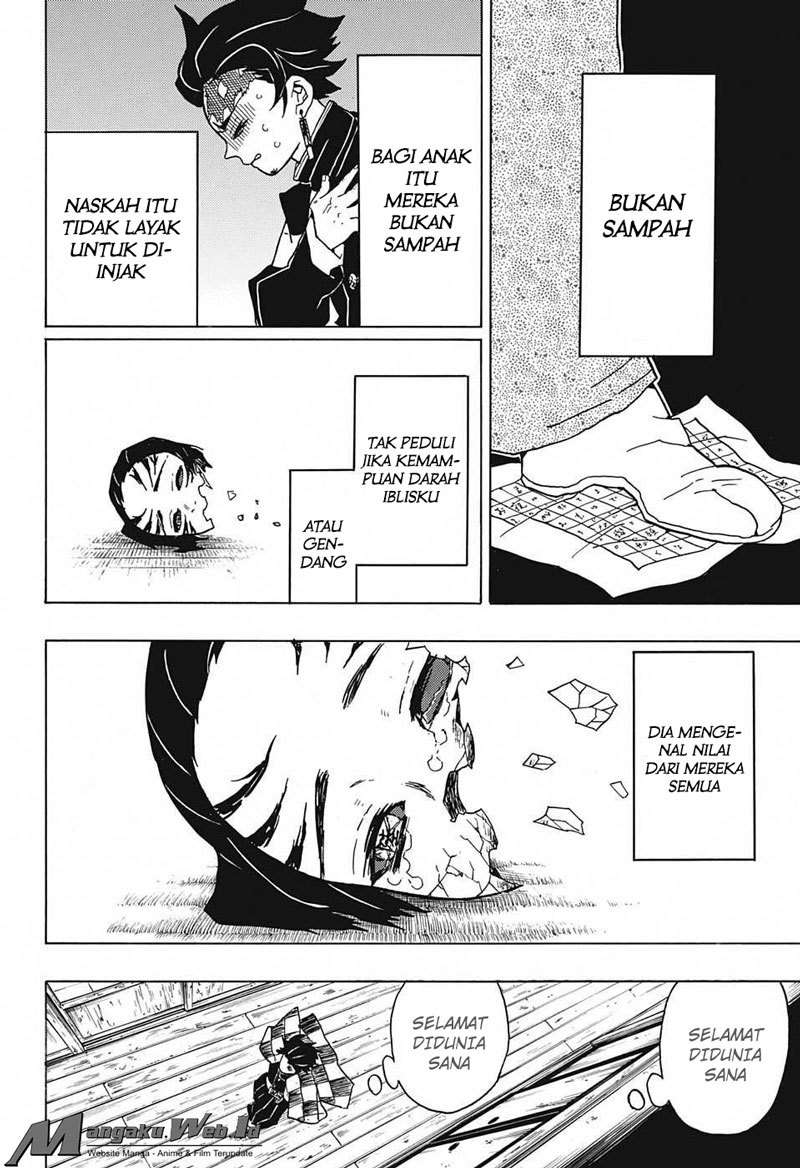 BUKAN
SAMPAH
BAGI ANAK
ITU
MEREKA
BUKAN
SAMPAH
NASKAH ITU
TIDAK LAYAK
UNTUK DI-
INJAK
TAK PEDULI
JIKA KEMAM-
PUAN DARAH
IBLISKU
ATAU
GEN-
DANG
DIA MENGE-
NAL NILAI
DARI MEREKA
SEMUA
SELAMAT
DIDUNIA
SANA
SELAMAT
DIDUNIA
SANA
Mangaku.Web.Id
Website Manga - Anime & Film Terupdate